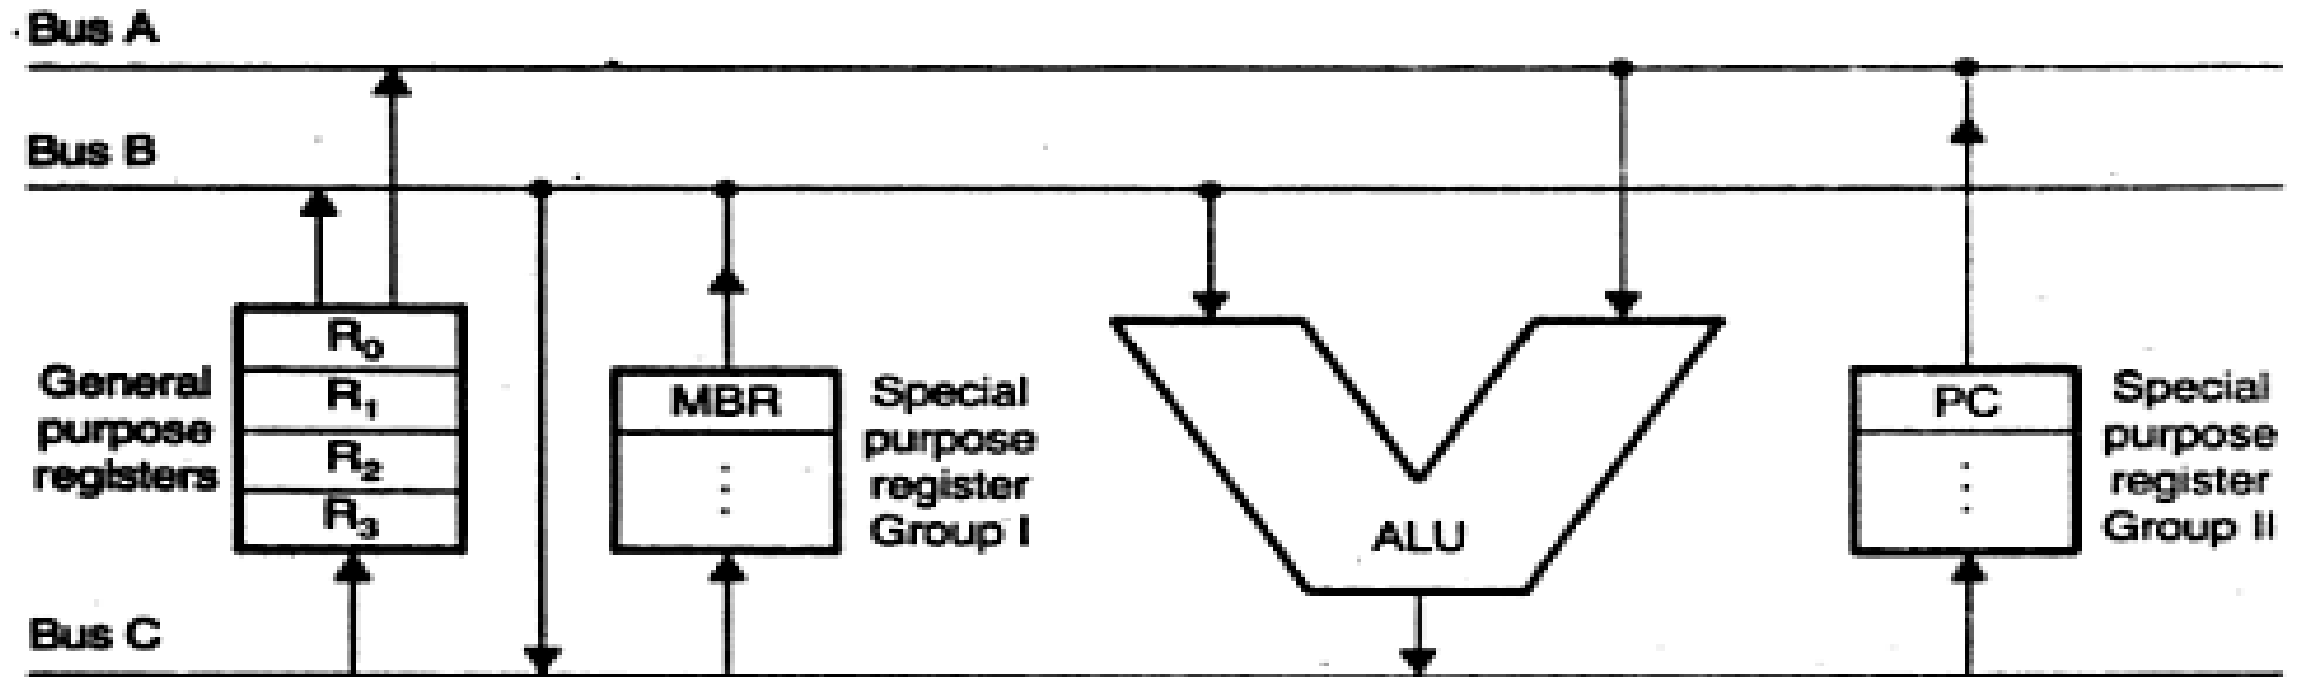 Bus A
Bus B
General
purpose
registers
R₀
R₁
R₂
R₃
MBR
Special
purpose
register
Group I
ALU
PC
Special
purpose
register
Group II
Bus C